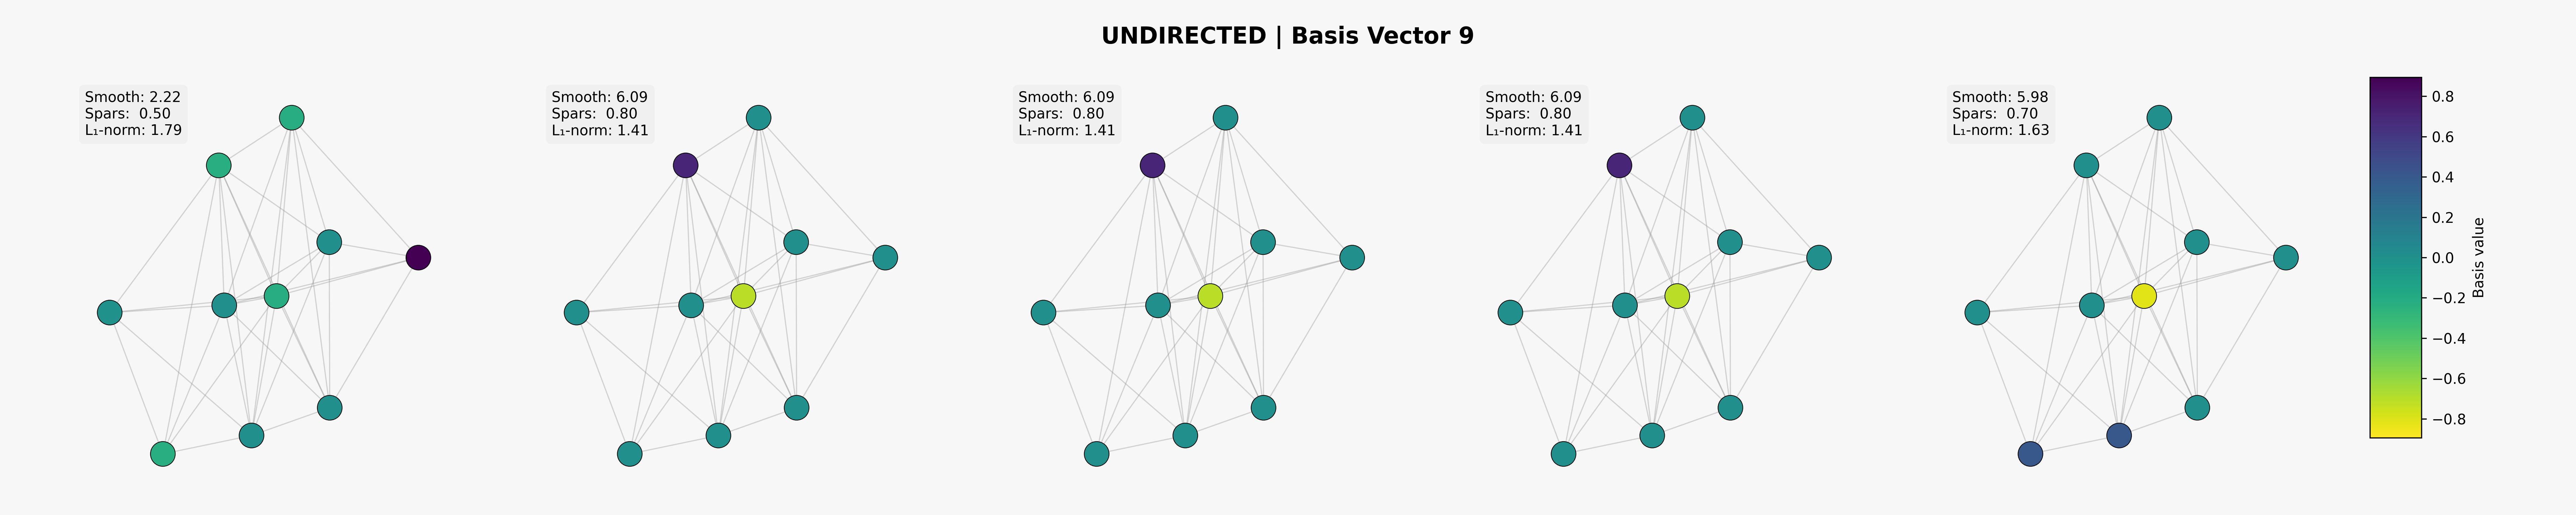 UNDIRECTED | Basis Vector 9
Smooth: 2.22
Spars:  0.50
L₁-norm: 1.79
Smooth: 6.09
Spars:  0.80
L₁-norm: 1.41
Smooth: 6.09
Spars:  0.80
L₁-norm: 1.41
Smooth: 6.09
Spars:  0.80
L₁-norm: 1.41
Smooth: 5.98
Spars:  0.70
L₁-norm: 1.63
0.8
0.6
0.4
0.2
0.0
−0.2
−0.4
−0.6
−0.8
Basis value